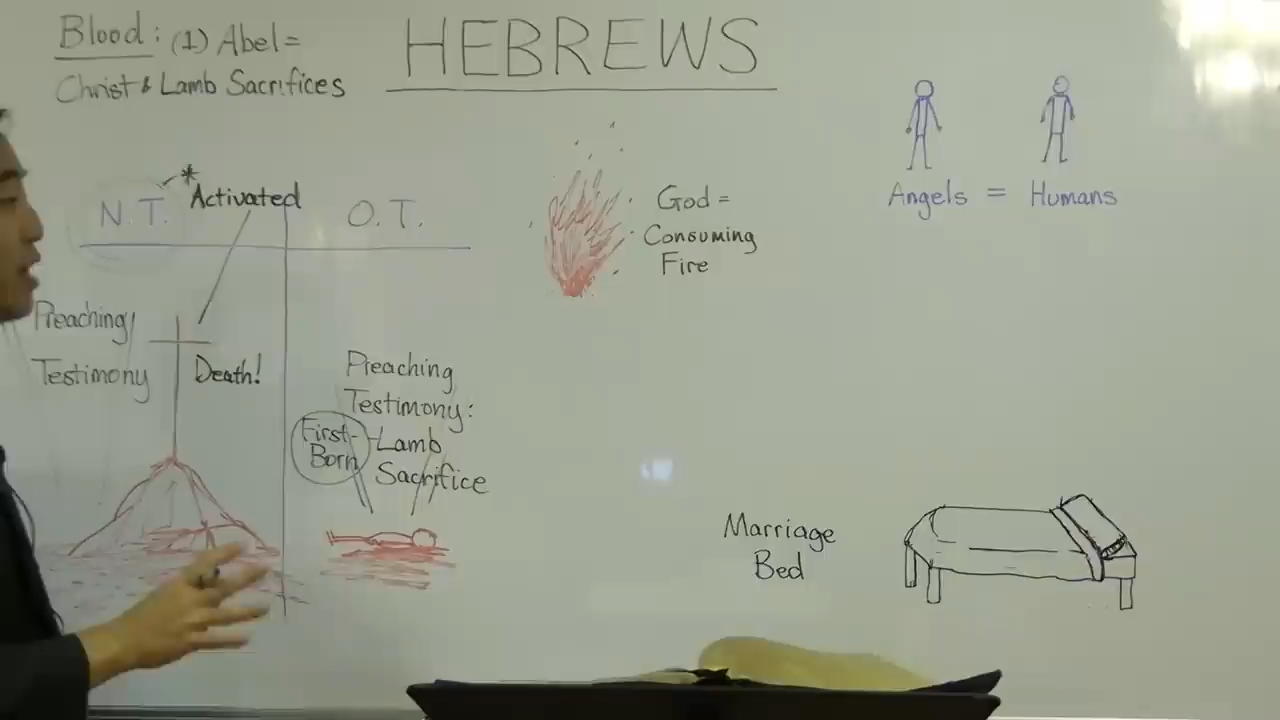 Blood: (1) Abel =
Christ & Lamb Sacrifices
HEBREWS
N.T.
* Activated
O.T.
Preaching/
Testimony
Death!
Preaching
Testimony:
First-
Born
-Lamb
Sacrifice
God =
Consuming
Fire
Angels = Humans
Marriage
Bed